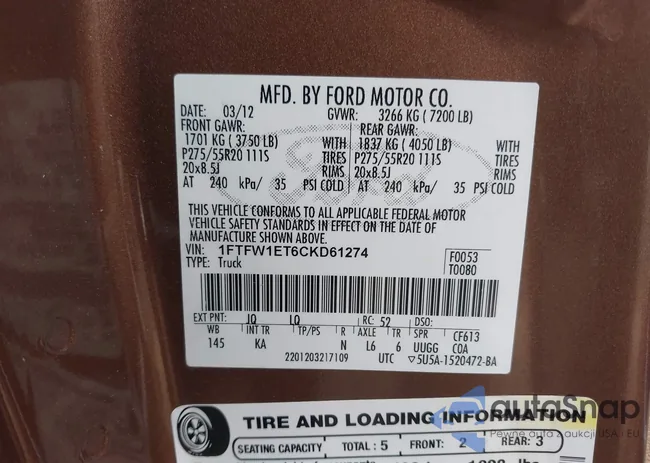 MFD. BY FORD MOTOR CO.
DATE: 03/12 GVWR: 3266 KG ( 7200 LB)
FRONT GAWR: REAR GAWR:
1701 KG ( 3750 LB) WITH 1837 KG ( 4050 LB) WITH
P275/55R20 111S TIRES P275/55R20 111S TIRES
20x8.5J RIMS 20x8.5J RIMS
AT 240 kPa/ 35 PSI COLD AT 240 kPa/ 35 PSI COLD
THIS VEHICLE CONFORMS TO ALL APPLICABLE FEDERAL MOTOR
VEHICLE SAFETY STANDARDS IN EFFECT ON THE DATE OF
MANUFACTURE SHOWN ABOVE.
VIN: 1FTFW1ET6CKD61274 F0053
TYPE: Truck T0080
EXT PNT: JQ LQ RC: 52 DSO:
WB INT TR TP/PS R AXLE TR SPR CF613
145 KA N L6 6 UUGG COA
2201203217109 UTC ▽5U5A-1520472-BA
TIRE AND LOADING INFORMATION
SEATING CAPACITY TOTAL : 5 FRONT: 2 REAR: 3
autoSnap
Pewne auta z aukcji USA i EU